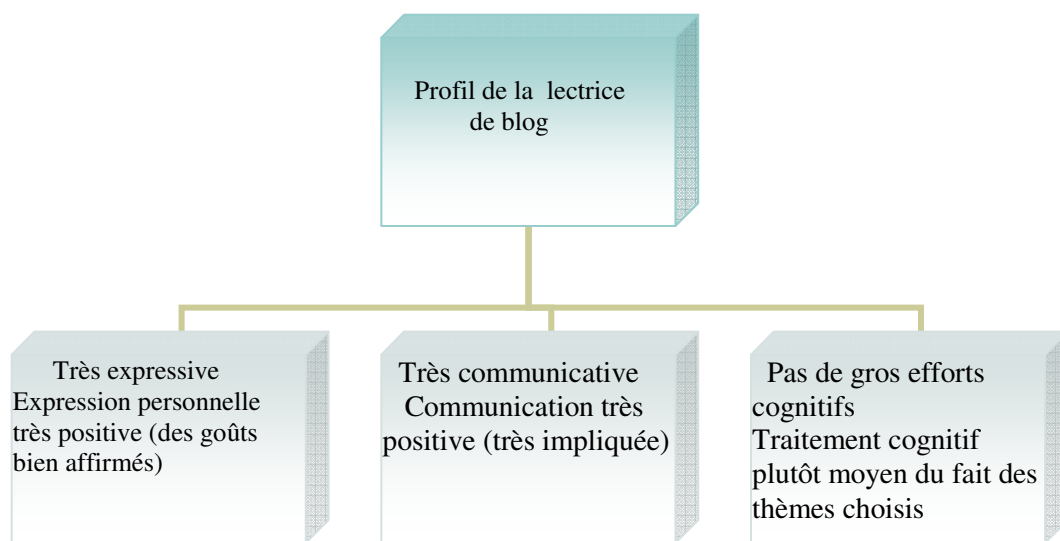 Profil de la lectrice
de blog
Très expressive
Expression personnelle
très positive (des goûts
bien affirmés)
Très communicative
Communication très
positive (très impliquée)
Pas de gros efforts
cognitifs
Traitement cognitif
plutôt moyen du fait des
thèmes choisis